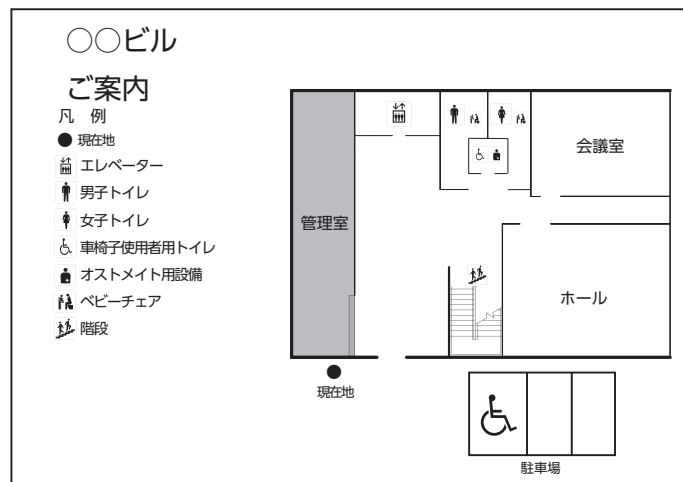 ○○ビル
ご案内
凡 例
現在地
エレベーター
男子トイレ
女子トイレ
車椅子使用者用トイレ
オストメイト用設備
ベビーチェア
階段
会議室
管理室
ホール
現在地
駐車場